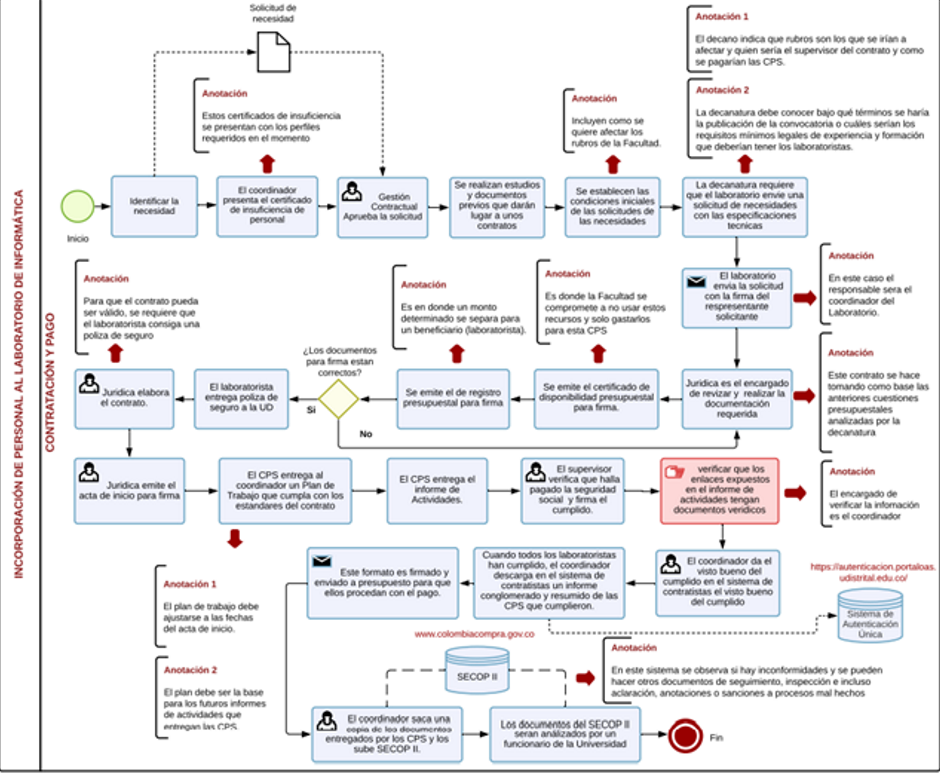 INCORPORACIÓN DE PERSONAL AL LABORATORIO DE INFORMÁTICA
CONTRATACIÓN Y PAGO
Solicitud de
necesidad
Anotación
Estos certificados de insuficiencia
se presentan con los perfiles
requeridos en el momento
Anotación
Incluyen como se
quiere afectar los
rubros de la Facultad.
Anotación 1
El decano indica que rubros son los que se irían a
afectar y quien sería el supervisor del contrato y como
se pagarían las CPS.
Anotación 2
La decanatura debe conocer bajo qué términos se haría
la publicación de la convocatoria o cuáles serían los
requisitos mínimos legales de experiencia y formación
que deberían tener los laboratoristas.
Inicio
Identificar la
necesidad
El coordinador
presenta el certificado
de insuficiencia de
personal
Gestión
Contractual
Aprueba la solicitud
Se realizan estudios
y documentos
previos que darán
lugar a unos
contratos
Se establecen las
condiciones iniciales
de las solicitudes de
las necesidades
La decanatura requiere
que el laboratorio envie una
solicitud de necesidades
con las especificaciones
tecnicas
El laboratorio
envia la solicitud
con la firma del
respresentante
solicitante
Anotación
En este caso el
responsable sera el
coordinador del
Laboratorio.
Anotación
Para que el contrato pueda
ser válido, se requiere que
el laboratorista consiga una
poliza de seguro
Anotación
Es en donde un monto
determinado se separa para
un beneficiario (laboratorista).
Anotación
Es donde la Facultad se
compromete a no usar estos
recursos y solo gastarlos
para esta CPS
Anotación
Este contrato se hace
tomando como base las
anteriores cuestiones
presupuestales
analizadas por la
decanatura
Juridica es el encargado
de revizar y realizar la
documentación
requerida
Se emite el certificado de
disponibilidad presupuestal
para firma.
Se emite el de registro
presupuestal para firma
¿Los documentos
para firma estan
correctos?
Si
No
El laboratorista
entrega poliza de
seguro a la UD
Juridica elabora
el contrato.
Juridica emite el
acta de inicio para firma
El CPS entrega al
coordinador un Plan de
Trabajo que cumpla con los
estandares del contrato
El CPS entrega el
informe de
Actividades.
El supervisor
verifica que halla
pagado la seguridad
social y firma el
cumplido.
verificar que los
enlaces expuestos
en el informe de
actividades tengan
documentos veridicos
Anotación
El encargado de
verificar la infomación
es el coordinador
Anotación 1
El plan de trabajo debe
ajustarse a las fechas
del acta de inicio.
Anotación 2
El plan debe ser la base
para los futuros informes
de actividades que
entregan las CPS
El coordinador da el
visto bueno del
cumplido en el sistema de
contratistas el visto bueno
del cumplido
Cuando todos los laboratoristas
han cumplido, el coordinador
descarga en el sistema de
contratistas un informe
conglomerado y resumido de las
CPS que cumplieron.
Este formato es firmado y
enviado a presupuesto para que
ellos procedan con el pago.
https://autenticacion.portaloas.
udistrital.edu.co/
Sistema de
Autenticación
Única
www.colombiacompra.gov.co
SECOP II
Anotación
En este sistema se observa si hay inconformidades y se pueden
hacer otros documentos de seguimiento, inspección e incluso
aclaración, anotaciones o sanciones a procesos mal hechos
El coordinador saca una
copia de los documentos
entregados por los CPS y los
sube SECOP II.
Los documentos del SECOP II
seran análizados por un
funcionario de la Universidad
Fin